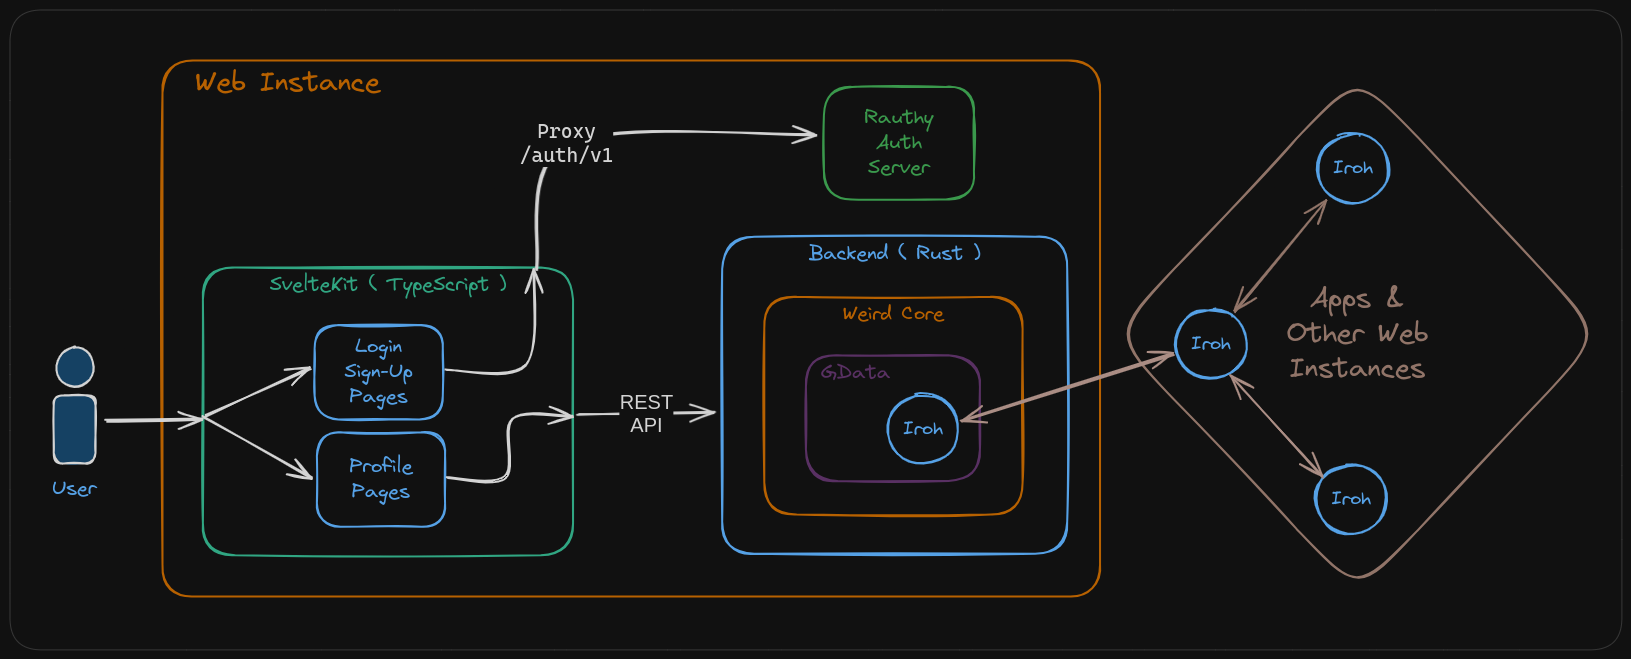 Web Instance
Proxy
/auth/v1
Rauthy
Auth
Server
SvelteKit ( TypeScript )
Login
Sign-Up
Pages
Profile
Pages
User
REST
API
Backend ( Rust )
Weird Core
GData
Iroh
Iroh
Iroh
Apps &
Other Web
Instances
Iroh